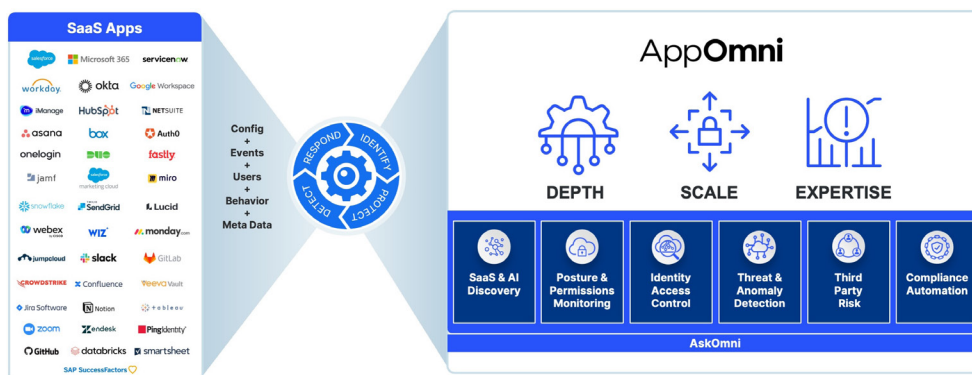 SaaS Apps
salesforce
Microsoft 365
servicenow
workday.
okta
Google Workspace
iManage
HubSpot
NETSUITE
asana
box
Auth0
onelogin
DUO
fastly
jamf
salesforce
marketing cloud
miro
snowflake
SendGrid
Lucid
webex
WIZ
monday.com
jumpcloud
slack
GitLab
CROWDSTRIKE
Confluence
Veeva Vault
Jira Software
Notion
+ableau
zoom
zendesk
PingIdentity
GitHub
databricks
smartsheet
SAP SuccessFactors
Config
+
Events
+
Users
+
Behavior
+
Meta Data
RESPOND
IDENTIFY
DETECT
PROTECT
AppOmni
DEPTH
SCALE
EXPERTISE
SaaS & AI
Discovery
Posture &
Permissions
Monitoring
Identity
Access
Control
Threat &
Anomaly
Detection
Third
Party
Risk
Compliance
Automation
AskOmni